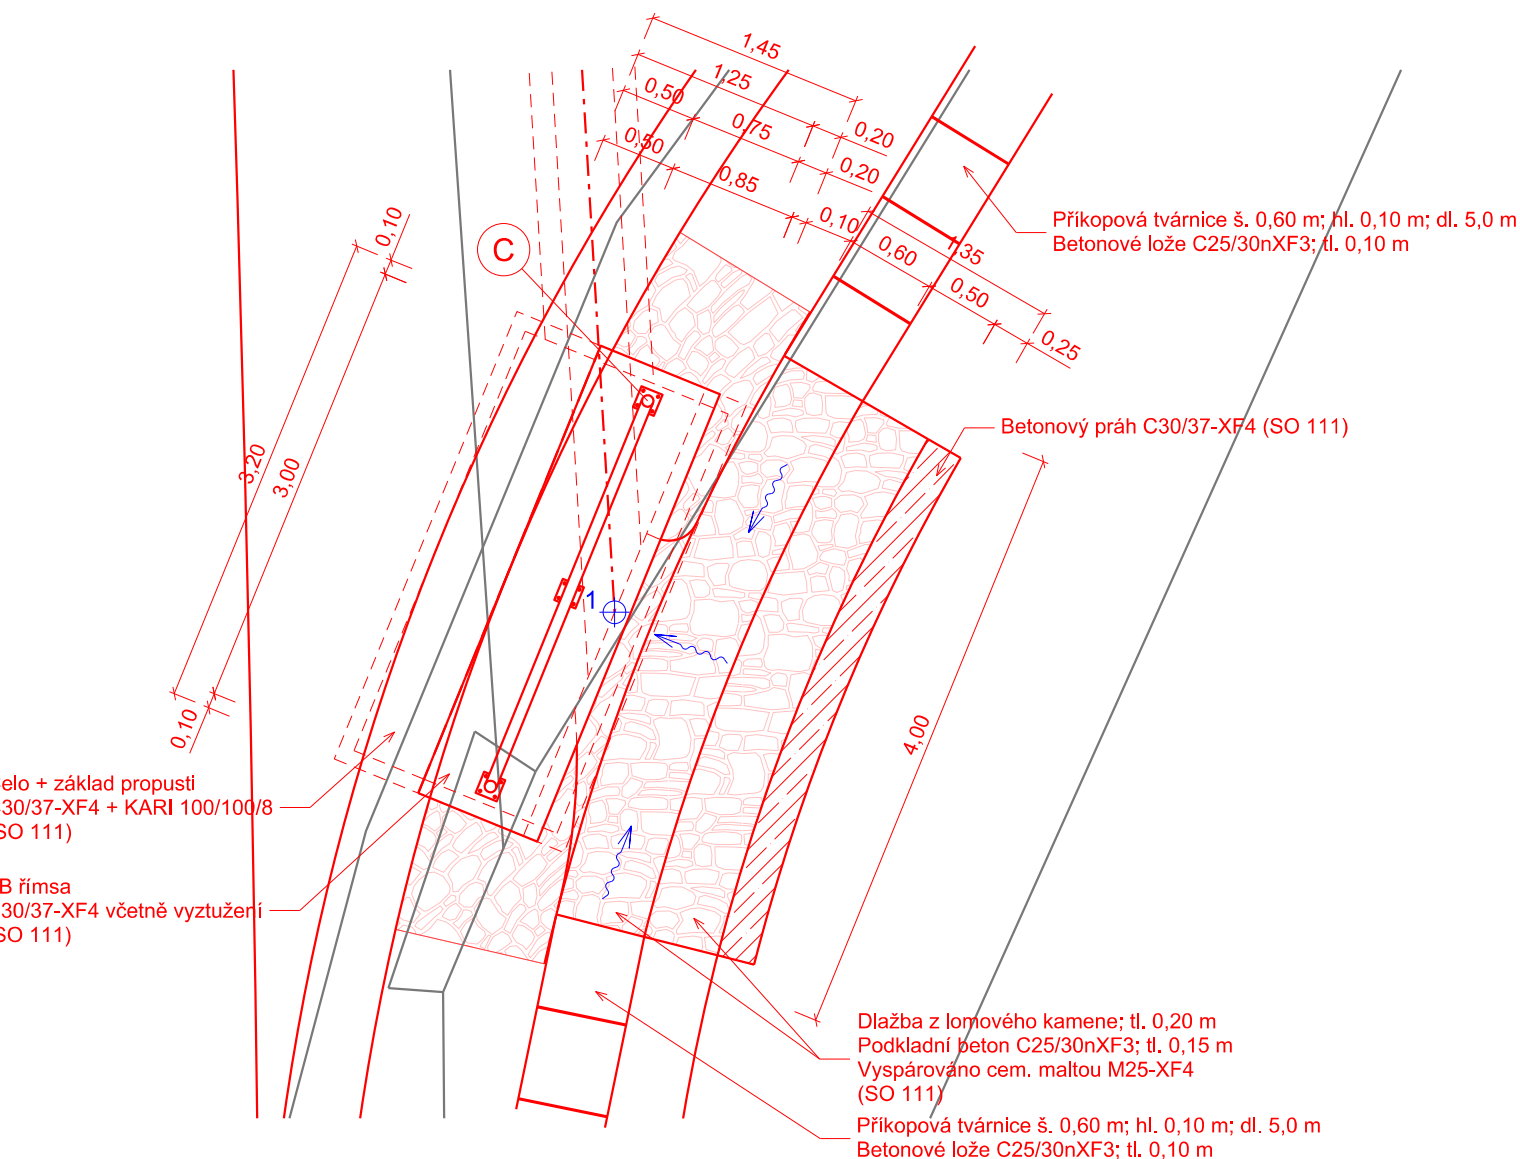 1,45
1,25
0,50
0,75
0,20
0,50
0,85
0,20
0,10
0,60
1,35
0,50
0,25
Příkopová tvárnice š. 0,60 m; hl. 0,10 m; dl. 5,0 m
Betonové lože C25/30nXF3; tl. 0,10 m
0,10
C
3,20
3,00
0,10
Betonový práh C30/37-XF4 (SO 111)
1
4,00
elo + základ propusti
30/37-XF4 + KARI 100/100/8
SO 111)
B římsa
30/37-XF4 včetně vyztužení
SO 111)
Dlažba z lomového kamene; tl. 0,20 m
Podkladní beton C25/30nXF3; tl. 0,15 m
Vyspárováno cem. maltou M25-XF4
(SO 111)
Příkopová tvárnice š. 0,60 m; hl. 0,10 m; dl. 5,0 m
Betonové lože C25/30nXF3; tl. 0,10 m